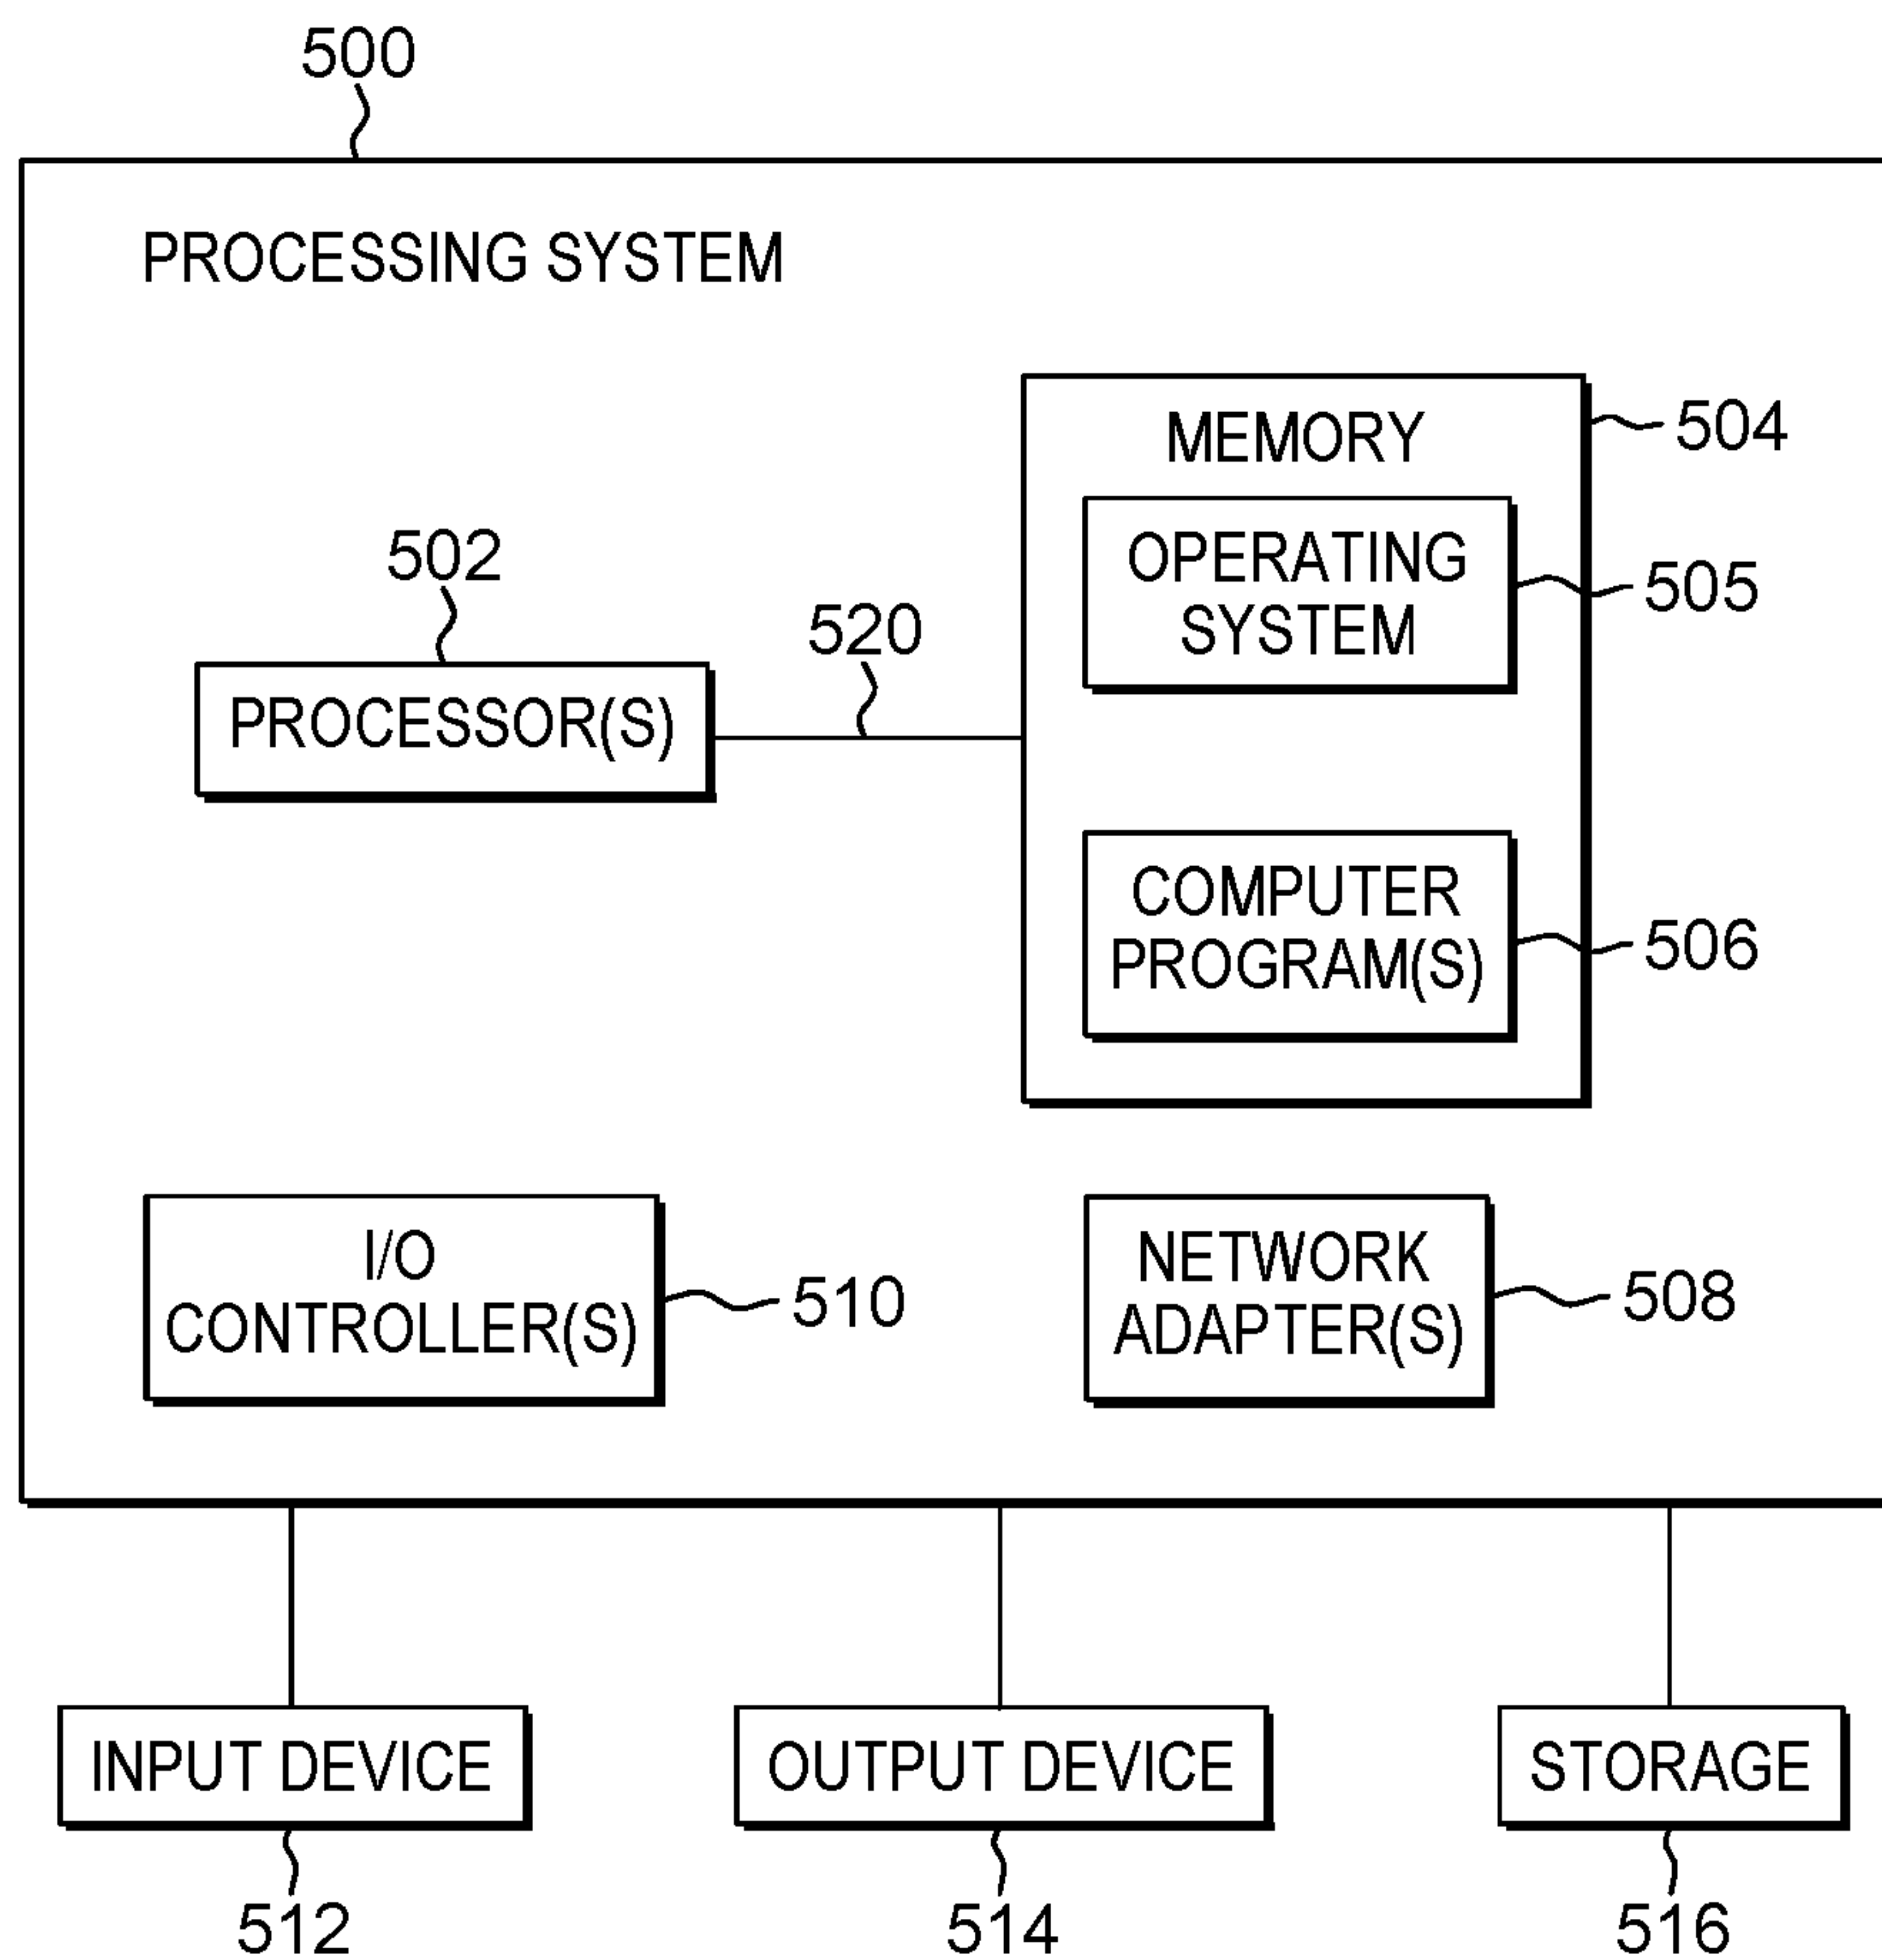 500
PROCESSING SYSTEM
MEMORY
504
OPERATING
SYSTEM
505
502
520
PROCESSOR(S)
COMPUTER
PROGRAM(S)
506
I/O
CONTROLLER(S)
510
NETWORK
ADAPTER(S)
508
INPUT DEVICE
OUTPUT DEVICE
STORAGE
512
514
516